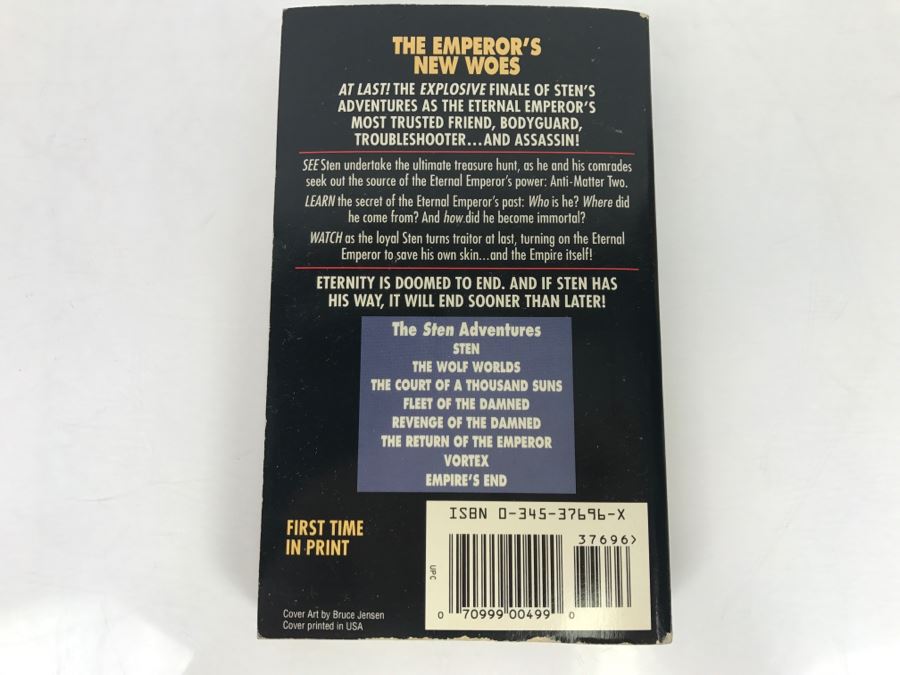 THE EMPEROR'S
NEW WOES
AT LAST! THE EXPLOSIVE FINALE OF STEN'S
ADVENTURES AS THE ETERNAL EMPEROR'S
MOST TRUSTED FRIEND, BODYGUARD,
TROUBLESHOOTER...AND ASSASSIN!
SEE Sten undertake the ultimate treasure hunt, as he and his comrades
seek out the source of the Eternal Emperor's power: Anti-Matter Two.
LEARN the secret of the Eternal Emperor's past: Who is he? Where did
he come from? And how did he become immortal?
WATCH as the loyal Sten turns traitor at last, turning on the Eternal
Emperor to save his own skin...and the Empire itself!
ETERNITY IS DOOMED TO END. AND IF STEN HAS
HIS WAY, IT WILL END SOONER THAN LATER!
The Sten Adventures
STEN
THE WOLF WORLDS
THE COURT OF A THOUSAND SUNS
FLEET OF THE DAMNED
REVENGE OF THE DAMNED
THE RETURN OF THE EMPEROR
VORTEX
EMPIRE'S END
FIRST TIME
IN PRINT
Cover Art by Bruce Jensen
Cover printed in USA
ISBN 0-345-37696-X
37696>
UPC
0 70999 00499 0